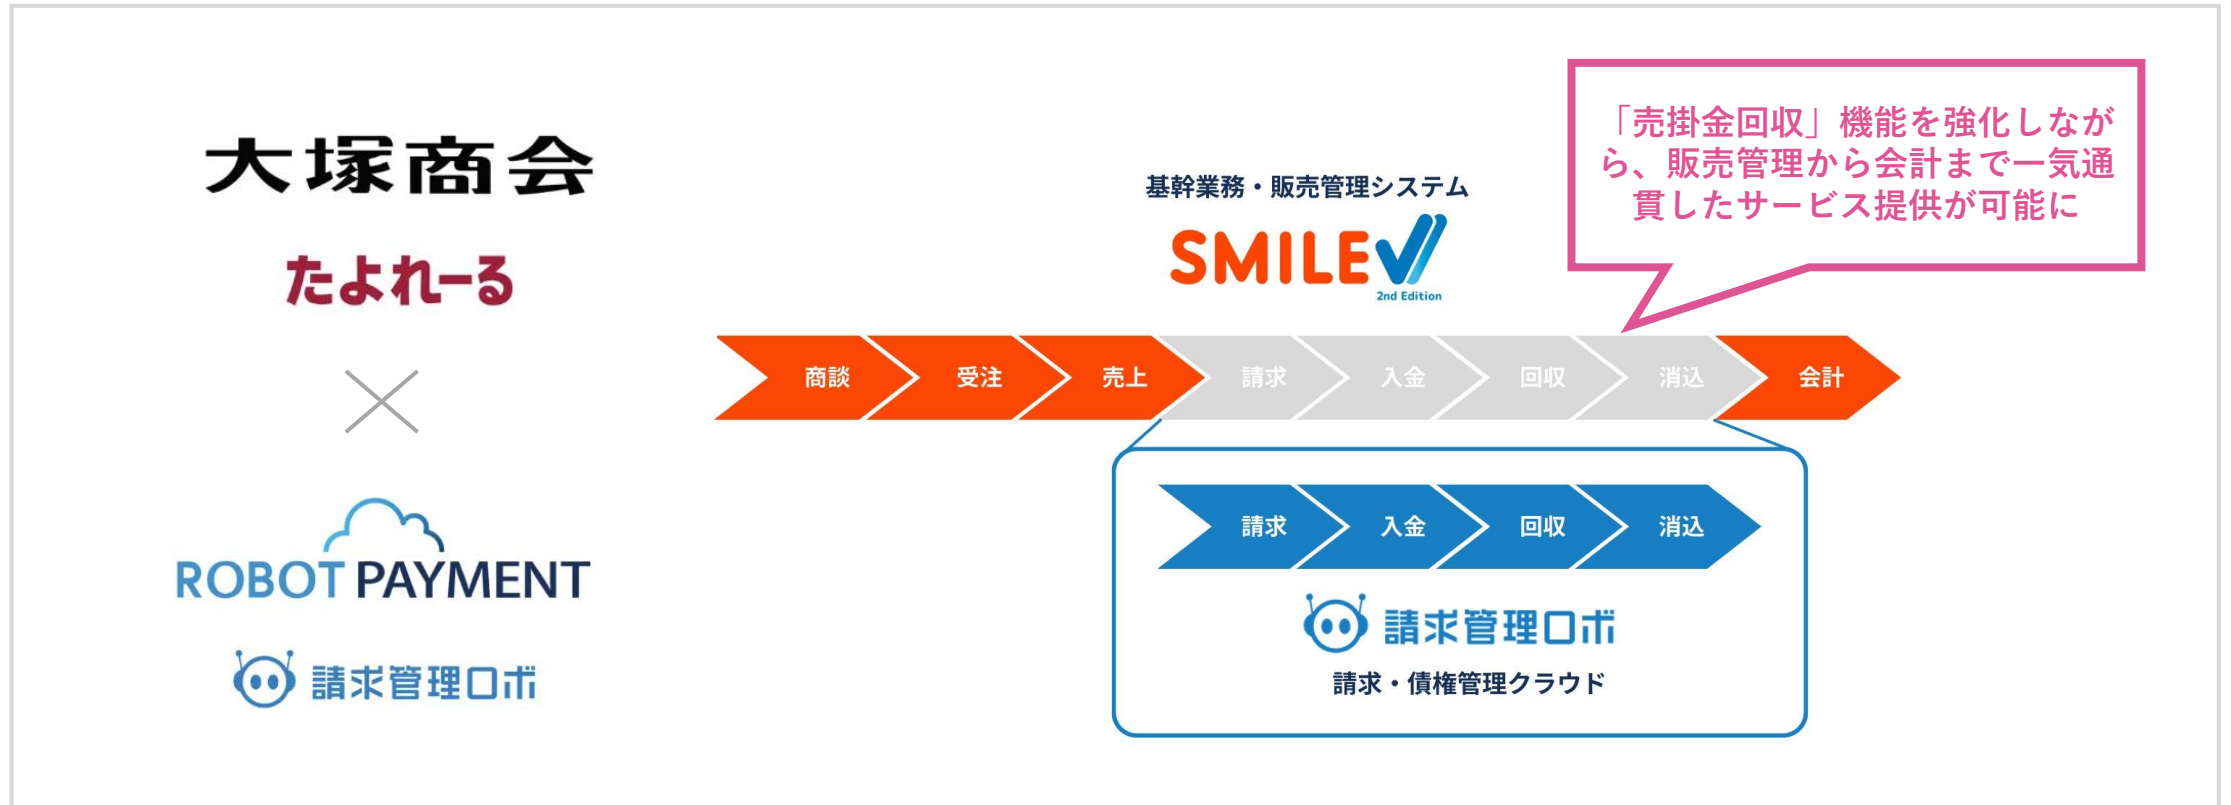 大塚商会
たよれーる
ROBOT PAYMENT
請求管理ロボ
基幹業務・販売管理システム
SMILE V
2nd Edition
「売掛金回収」機能を強化しなが
ら、販売管理から会計まで一気通
貫したサービス提供が可能に
商談 受注 売上 請求 入金 回収 消込 会計
請求 入金 回収 消込
請求管理ロボ
請求・債権管理クラウド